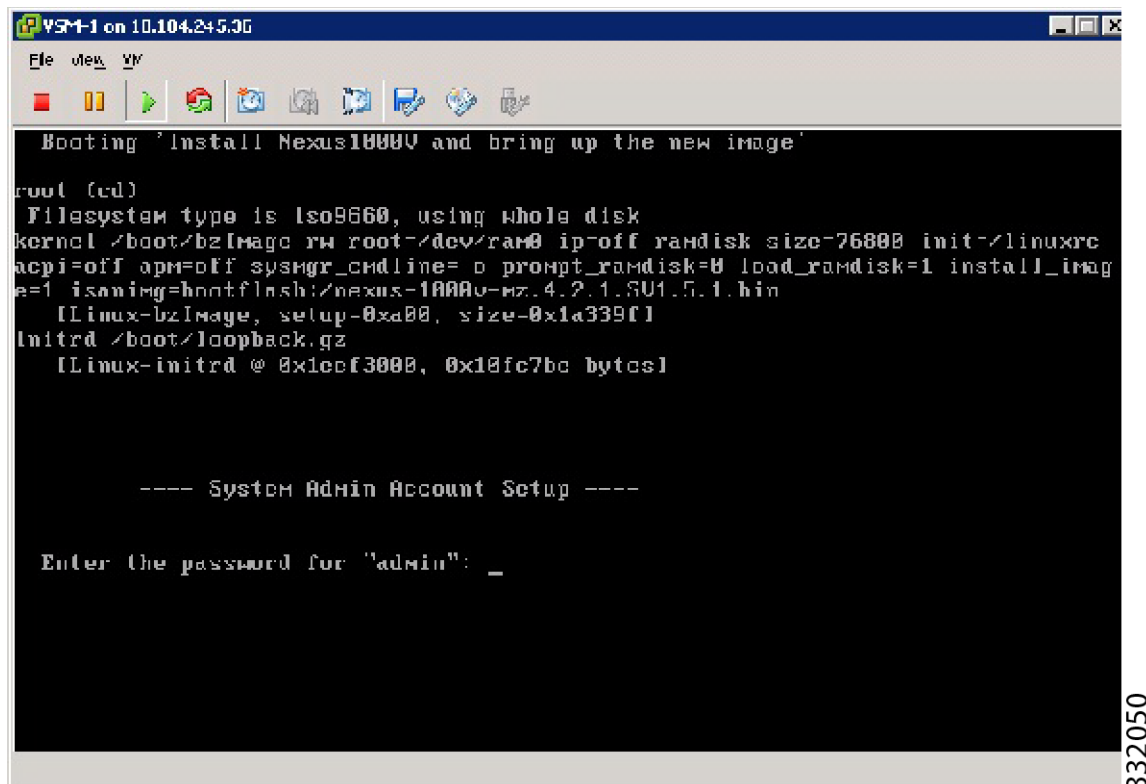 VSM-1 on 10.104.245.36
File View VM
Booting 'Install Nexus1000V and bring up the new image'
root (cd)
Filesystem type is iso9660, using whole disk
kernel /boot/bzImage rw root=/dev/ram0 ip=off ramdisk_size=76800 init=/linuxrc
acpi=off apm=off sysmgr_cmdline= o prompt_ramdisk=0 load_ramdisk=1 install_imag
e=1 isanimg=bootflash:/nexus-1000v-mz.4.2.1.SV1.5.1.bin
[Linux-bzImage, setup=0xa00, size=0x1a339f]
initrd /boot/loopback.gz
[Linux-initrd @ 0x1eef3000, 0x10fc7bc bytes]
---- System Admin Account Setup ----
Enter the password for "admin": _
332050